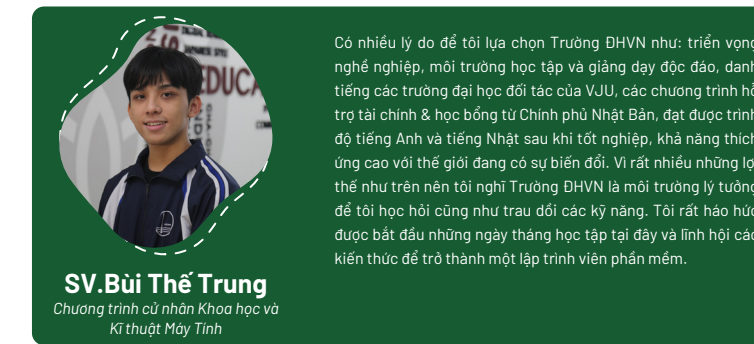 Có nhiều lý do để tôi lựa chọn Trường ĐHVN như: triển vọng
nghề nghiệp, môi trường học tập và giảng dạy độc đáo, danh
tiếng các trường đại học đối tác của VJU, các chương trình hỗ
trợ tài chính & học bổng từ Chính phủ Nhật Bản, đạt được trình
độ tiếng Anh và tiếng Nhật sau khi tốt nghiệp, khả năng thích
ứng cao với thế giới đang có sự biến đổi. Vì rất nhiều những lợi
thế như trên nên tôi nghĩ Trường ĐHVN là môi trường lý tưởng
để tôi học hỏi cũng như trau dồi các kỹ năng. Tôi rất háo hức
được bắt đầu những ngày tháng học tập tại đây và lĩnh hội các
kiến thức để trở thành một lập trình viên phần mềm.
SV.Bùi Thế Trung
Chương trình cử nhân Khoa học và
Kĩ thuật Máy Tính